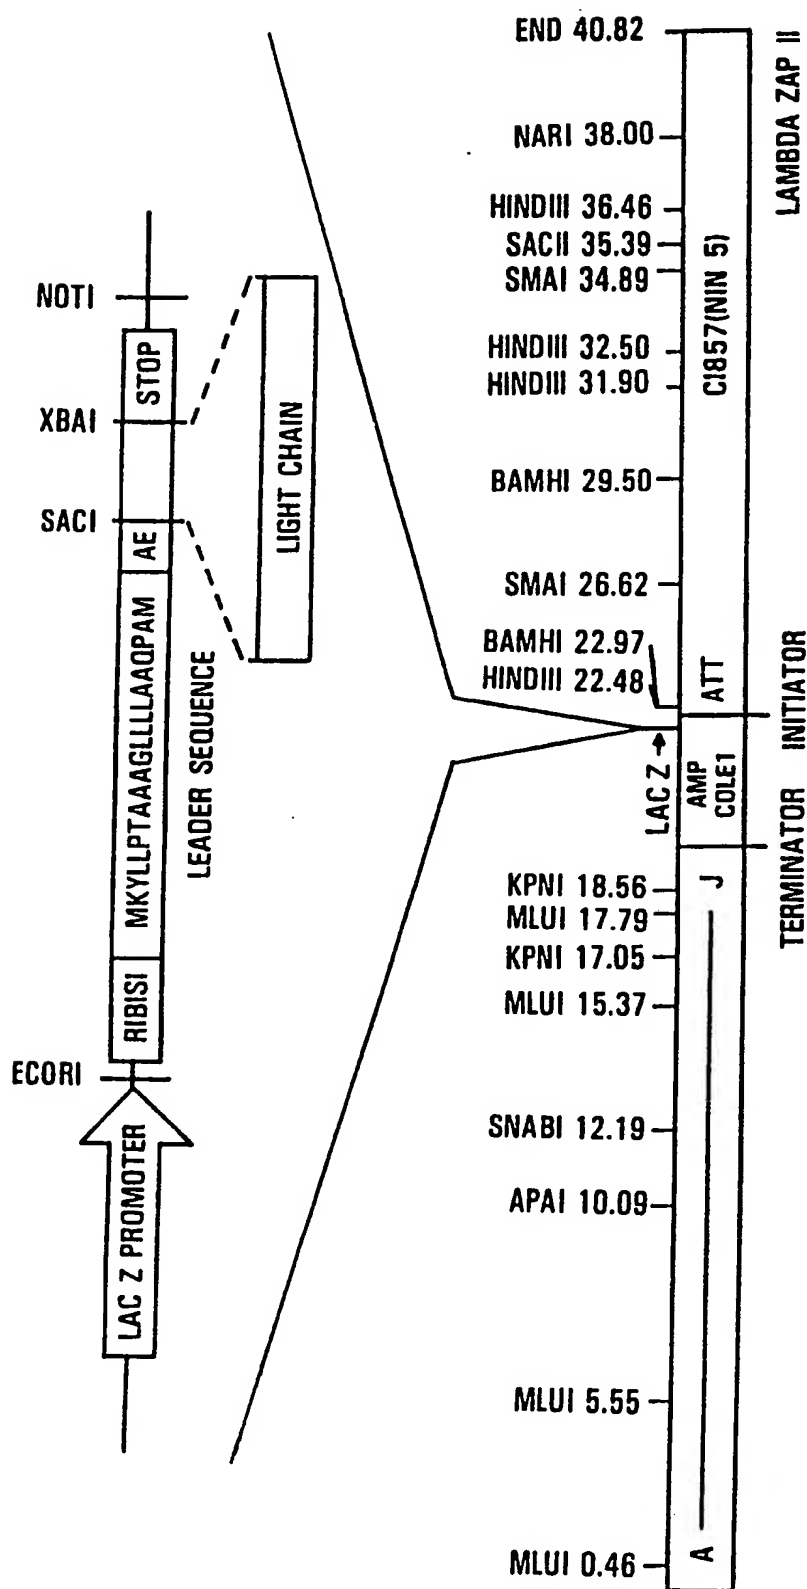 END 40.82
NARI 38.00
HINDIII 36.46
SACII 35.39
SMAI 34.89
HINDIII 32.50
HINDIII 31.90
BAMHI 29.50
SMAI 26.62
BAMHI 22.97
HINDIII 22.48
LAC Z
KPNI 18.56
MLUI 17.79
KPNI 17.05
MLUI 15.37
SNABI 12.19
APAI 10.09
MLUI 5.55
MLUI 0.46
LAMBDA ZAP II
CI857(NIN 5)
ATT
INITIATOR
AMP
COLE1
TERMINATOR
J
A
NOTI
STOP
XBAI
SACI
AE
LIGHT CHAIN
MKYLLPTAAAGLLLLAAQPAM
LEADER SEQUENCE
RIBISI
ECORI
LAC Z PROMOTER